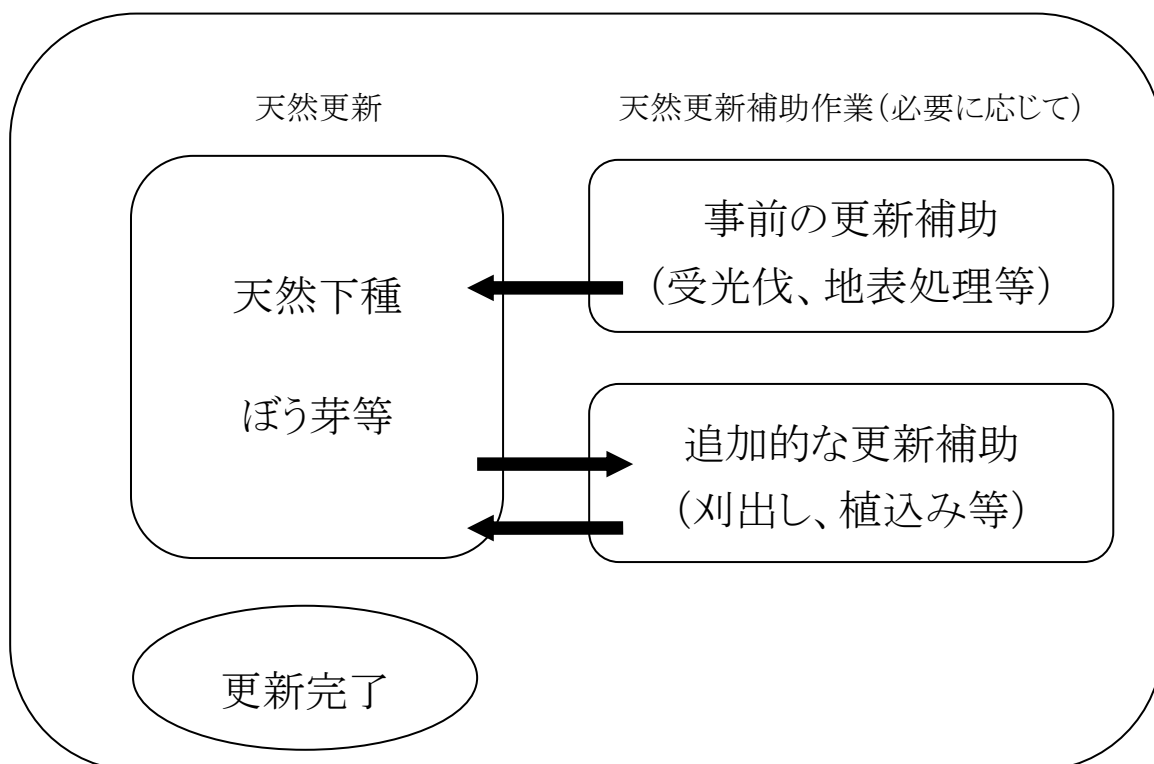 天然更新
天然更新補助作業(必要に応じて)
天然下種
ぼう芽等
事前の更新補助
(受光伐、地表処理等)
追加的な更新補助
(刈出し、植込み等)
更新完了